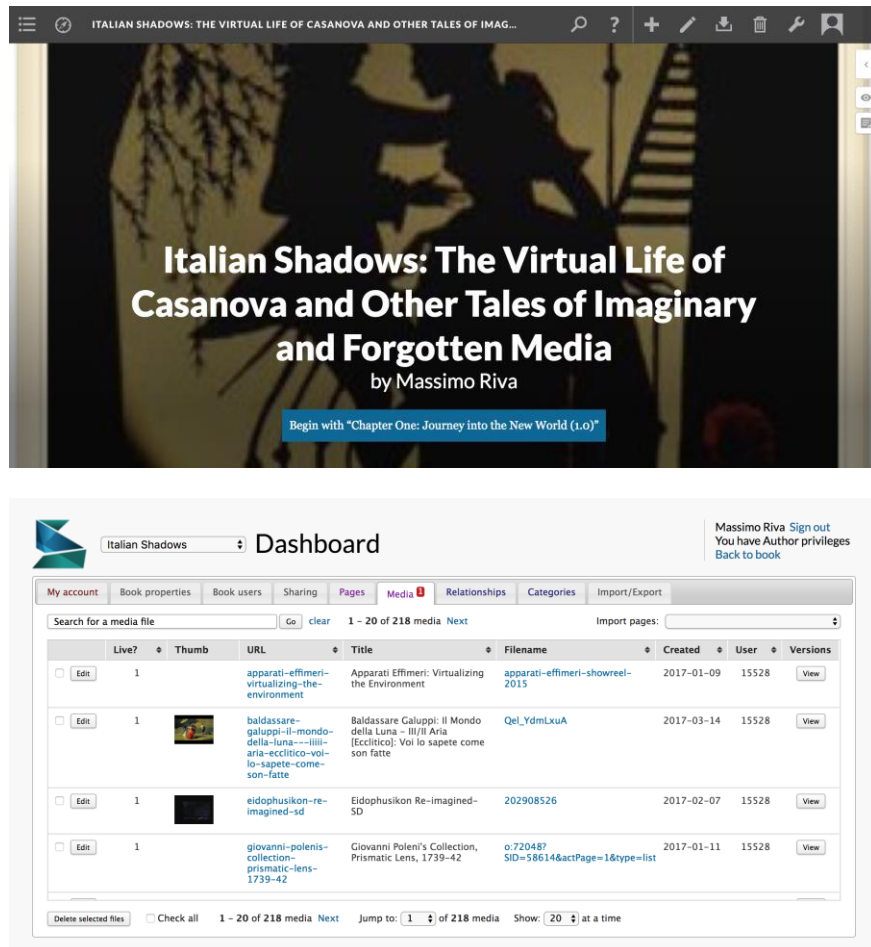 ITALIAN SHADOWS: THE VIRTUAL LIFE OF CASANOVA AND OTHER TALES OF IMAG...
?
Italian Shadows: The Virtual Life of
Casanova and Other Tales of Imaginary
and Forgotten Media
by Massimo Riva
Begin with “Chapter One: Journey into the New World (1.0)”
Italian Shadows
Dashboard
Massimo Riva Sign out
You have Author privileges
Back to book
My account Book properties Book users Sharing Pages Media 1 Relationships Categories Import/Export
Search for a media file Go clear 1 – 20 of 218 media Next Import pages:
Live? Thumb URL Title Filename Created User Versions
Edit 1 apparati-effimeri- Apparati Effimeri: Virtualizing apparati-effimeri-showreel- 2017-01-09 15528 View
virtualizing-the- the Environment 2015
environment
Edit 1 baldassare- Baldassare Galuppi: Il Mondo Qel_YdmLxuA 2017-03-14 15528 View
galuppi-il-mondo- della Luna - III/II Aria
della-luna---iiiii- [Ecclitico]: Voi lo sapete come
aria-ecclitico-voi- son fatte
lo-sapete-come-
son-fatte
Edit 1 eidophusikon-re- Eidophusikon Re-imagined- 202908526 2017-02-07 15528 View
imagined-sd SD
Edit 1 giovanni-polenis- Giovanni Poleni's Collection, o:72048? 2017-01-11 15528 View
collection- Prismatic Lens, 1739-42 SID=58614&actPage=1&type=list
prismatic-lens-
1739-42
Delete selected files Check all 1 – 20 of 218 media Next Jump to: 1 of 218 media Show: 20 at a time